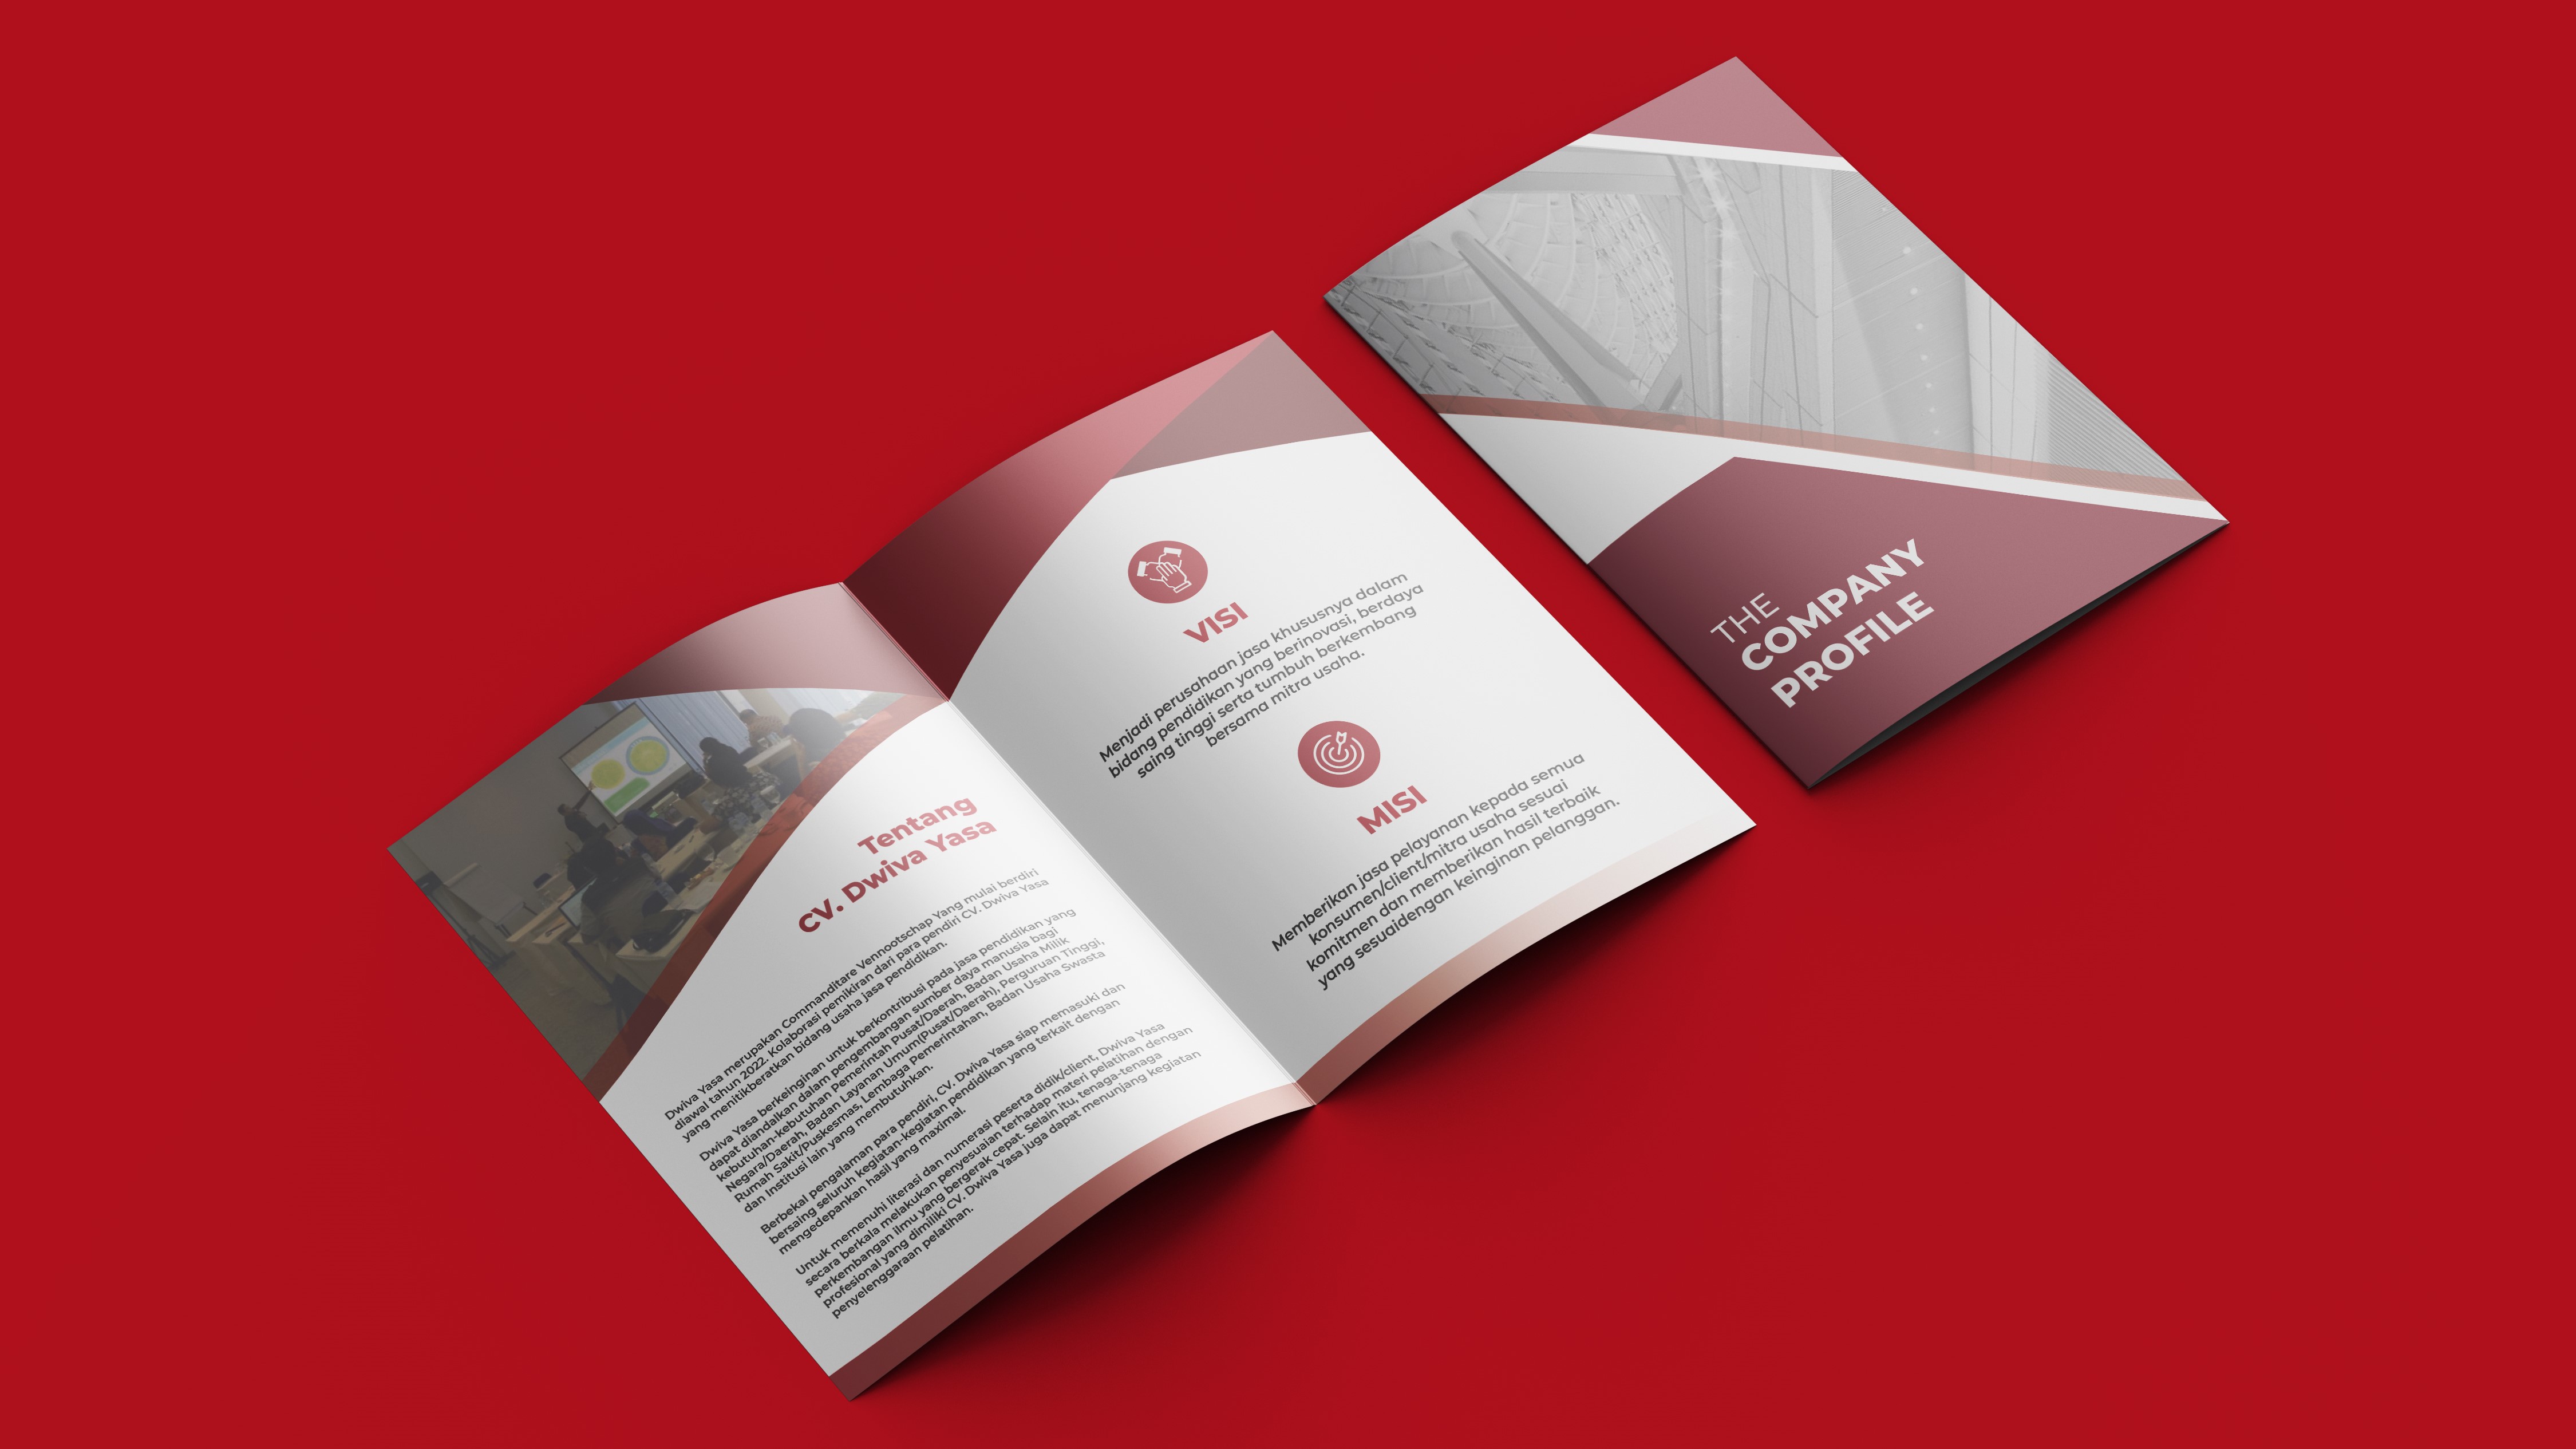 Tentang
CV. Dwiva Yasa
Dwiva Yasa merupakan Commanditare Vennootschap Yang mulai berdiri
diawal tahun 2022. Kolaborasi pemikiran dari para pendiri CV. Dwiva Yasa
yang menitikberatkan bidang usaha jasa pendidikan.
Dwiva Yasa berkeinginan untuk berkontribusi pada jasa pendidikan yang
dapat diandalkan dalam pengembangan sumber daya manusia bagi
kebutuhan-kebutuhan Pemerintah Pusat/Daerah, Badan Usaha Milik
Negara/Daerah, Badan Layanan Umum(Pusat/Daerah), Perguruan Tinggi,
Rumah Sakit/Puskesmas, Lembaga Pemerintahan, Badan Usaha Swasta
dan Institusi lain yang membutuhkan.
Berbekal pengalaman para pendiri, CV. Dwiva Yasa siap memasuki dan
bersaing seluruh kegiatan-kegiatan pendidikan yang terkait dengan
mengedepankan hasil yang maximal.
Untuk memenuhi literasi dan numerasi peserta didik/client, Dwiva Yasa
secara berkala melakukan penyesuaian terhadap materi pelatihan dengan
perkembangan ilmu yang bergerak cepat. Selain itu, tenaga-tenaga
profesional yang dimiliki CV. Dwiva Yasa juga dapat menunjang kegiatan
penyelenggaraan pelatihan.
VISI
Menjadi perusahaan jasa khususnya dalam
bidang pendidikan yang berinovasi, berdaya
saing tinggi serta tumbuh berkembang
bersama mitra usaha.
MISI
Memberikan jasa pelayanan kepada semua
konsumen/client/mitra usaha sesuai
komitmen dan memberikan hasil terbaik
yang sesuaidengan keinginan pelanggan.
THE
COMPANY
PROFILE